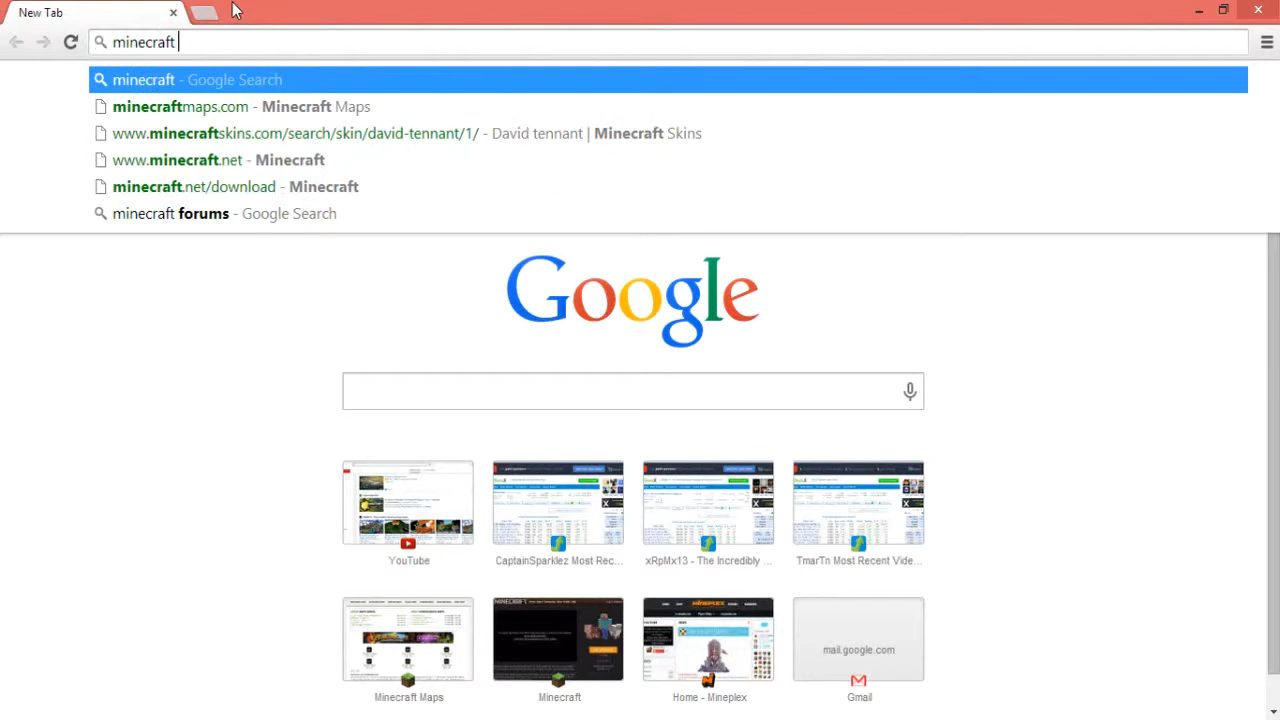 New Tab
minecraft
minecraft - Google Search
minecraftmaps.com - Minecraft Maps
www.minecraftskins.com/search/skin/david-tennant/1/ - David tennant | Minecraft Skins
www.minecraft.net - Minecraft
minecraft.net/download - Minecraft
minecraft forums - Google Search
Google
YouTube
CaptainSparklez Most Rec...
xRpMx13 - The Incredibly ...
TmarTn Most Recent Vide...
MINECRAFT
MINEPLEX
mail.google.com
Minecraft Maps
Minecraft
Home - Mineplex
Gmail